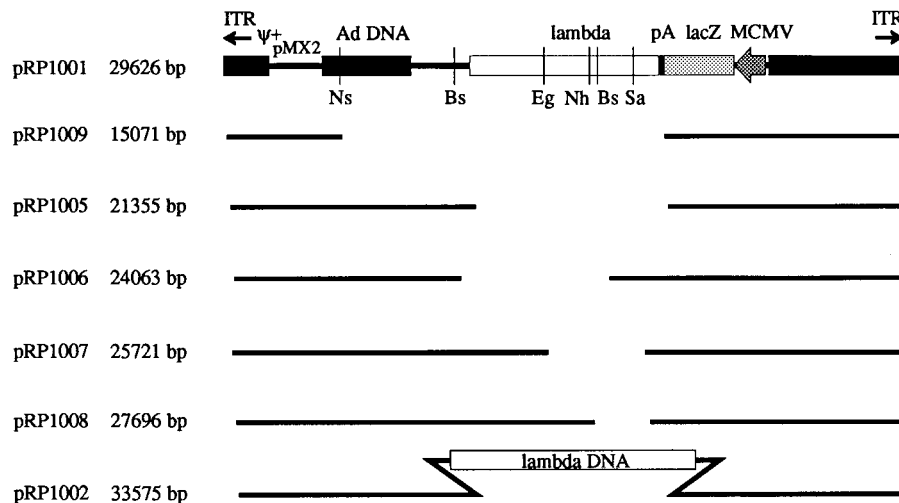 ITR ITR
ψ+ pMX2 Ad DNA lambda pA lacZ MCMV
pRP1001 29626 bp
Ns Bs Eg Nh Bs Sa
pRP1009 15071 bp
pRP1005 21355 bp
pRP1006 24063 bp
pRP1007 25721 bp
pRP1008 27696 bp
lambda DNA
pRP1002 33575 bp